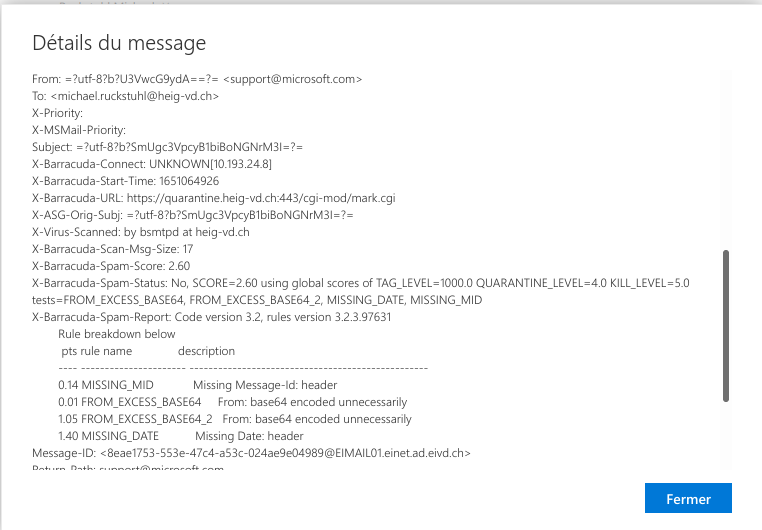 Détails du message
From: =?utf-8?b?U3VwcG9ydA==?= <support@microsoft.com>
To: <michael.ruckstuhl@heig-vd.ch>
X-Priority:
X-MSMail-Priority:
Subject: =?utf-8?b?SmUgc3VpcyB1biBoNGNrM3I=?=
X-Barracuda-Connect: UNKNOWN[10.193.24.8]
X-Barracuda-Start-Time: 1651064926
X-Barracuda-URL: https://quarantine.heig-vd.ch:443/cgi-mod/mark.cgi
X-ASG-Orig-Subj: =?utf-8?b?SmUgc3VpcyB1biBoNGNrM3I=?=
X-Virus-Scanned: by bsmtpd at heig-vd.ch
X-Barracuda-Scan-Msg-Size: 17
X-Barracuda-Spam-Score: 2.60
X-Barracuda-Spam-Status: No, SCORE=2.60 using global scores of TAG_LEVEL=1000.0 QUARANTINE_LEVEL=4.0 KILL_LEVEL=5.0
tests=FROM_EXCESS_BASE64, FROM_EXCESS_BASE64_2, MISSING_DATE, MISSING_MID
X-Barracuda-Spam-Report: Code version 3.2, rules version 3.2.3.97631
Rule breakdown below
pts rule name description
---- ---------------------- --------------------------------------------------
0.14 MISSING_MID Missing Message-Id: header
0.01 FROM_EXCESS_BASE64 From: base64 encoded unnecessarily
1.05 FROM_EXCESS_BASE64_2 From: base64 encoded unnecessarily
1.40 MISSING_DATE Missing Date: header
Message-ID: <8eae1753-553e-47c4-a53c-024ae9e04989@EIMAIL01.einet.ad.eivd.ch>
Return-Path: support@microsoft.com
Fermer